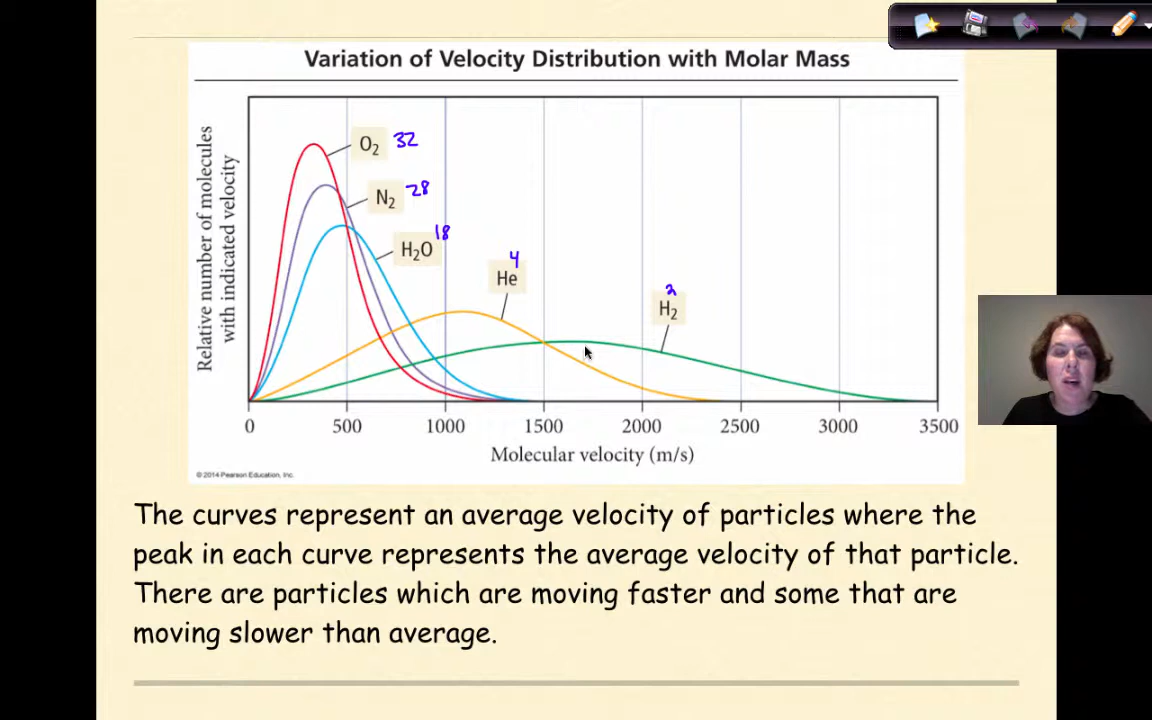 Variation of Velocity Distribution with Molar Mass
Relative number of molecules
with indicated velocity
O₂ 32
N₂ 28
H₂O 18
He 4
H₂ 2
0 500 1000 1500 2000 2500 3000 3500
Molecular velocity (m/s)
© 2014 Pearson Education, Inc.
The curves represent an average velocity of particles where the
peak in each curve represents the average velocity of that particle.
There are particles which are moving faster and some that are
moving slower than average.